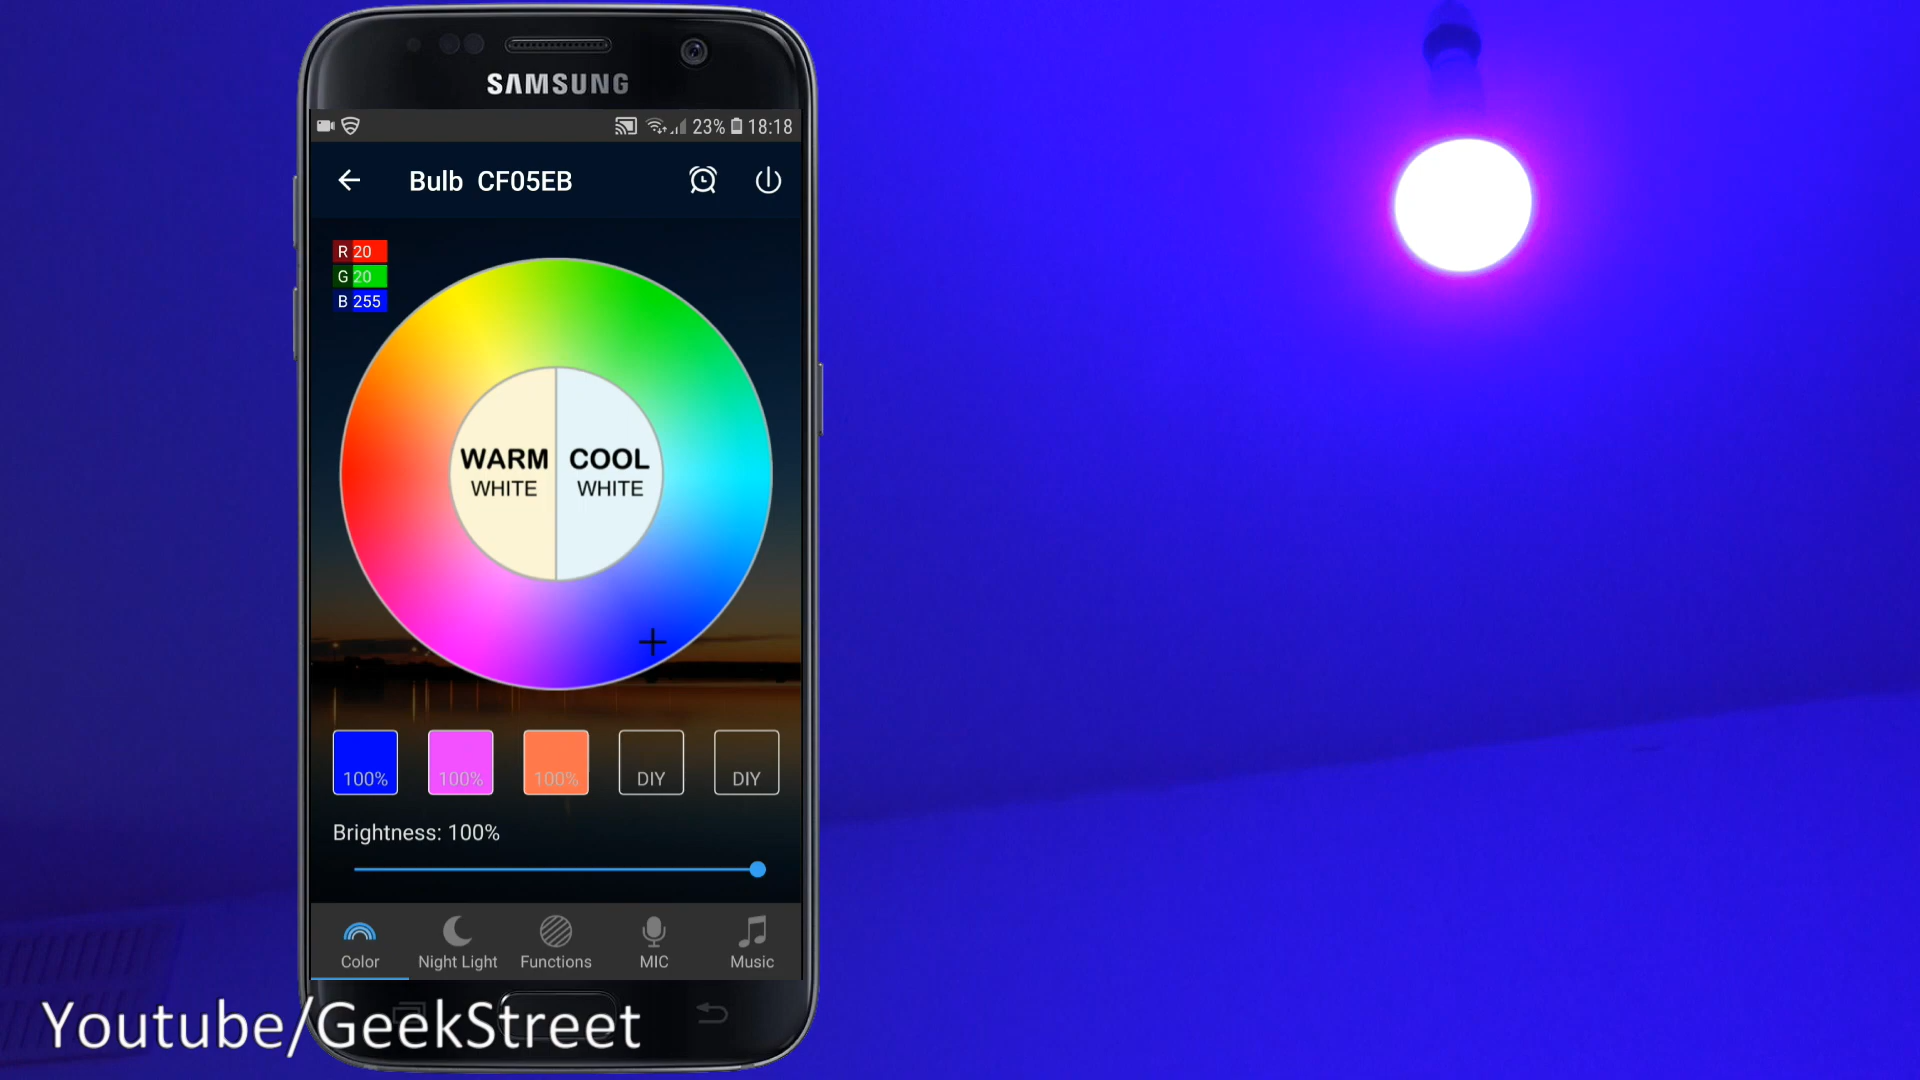 SAMSUNG
23% 18:18
Bulb CF05EB
R 20
G 20
B 255
WARM WHITE
COOL WHITE
100% 100% 100% DIY DIY
Brightness: 100%
Color Night Light Functions MIC Music
Youtube/GeekStreet